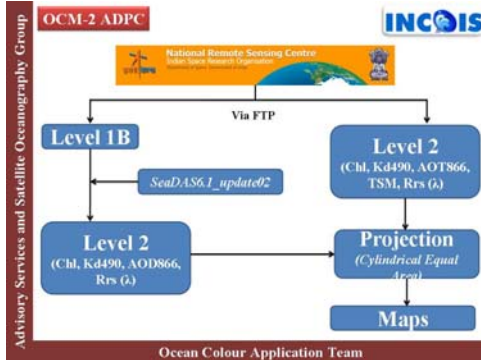 OCM-2 ADPC
INCOIS
National Remote Sensing Centre
Indian Space Research Organisation
Via FTP
Level 1B
SeaDAS6.1_update02
Level 2
(Chl, Kd490, AOD866,
Rrs (λ)
Level 2
(Chl, Kd490, AOT866,
TSM, Rrs (λ)
Projection
(Cylindrical Equal
Area)
Maps
Advisory Services and Satellite Oceanography Group
Ocean Colour Application Team